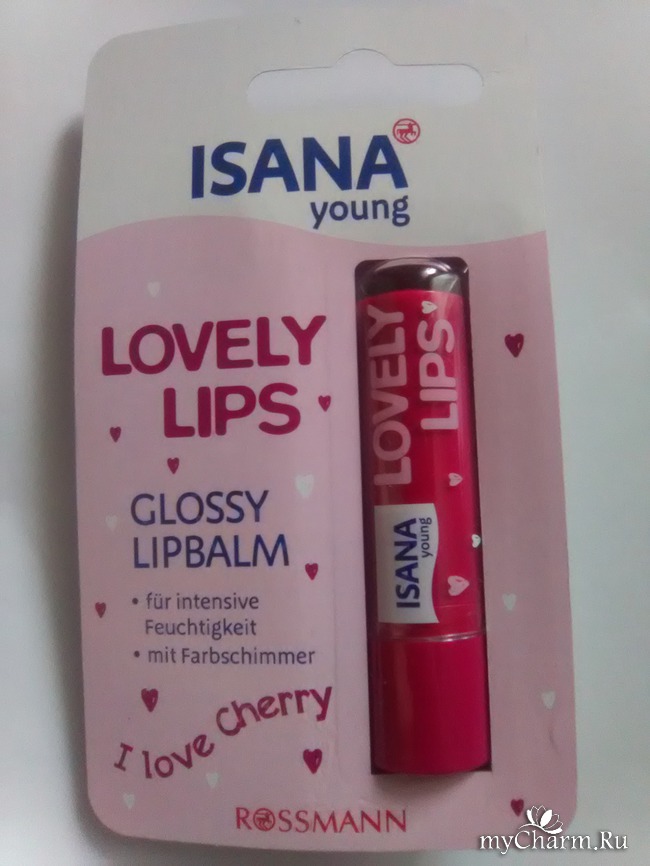 ISANA
young
LOVELY
LIPS
GLOSSY
LIPBALM
• für intensive
Feuchtigkeit
• mit Farbschimmer
I love Cherry
ROSSMANN
LOVELY
LIPS
ISANA
young
myCharm.Ru